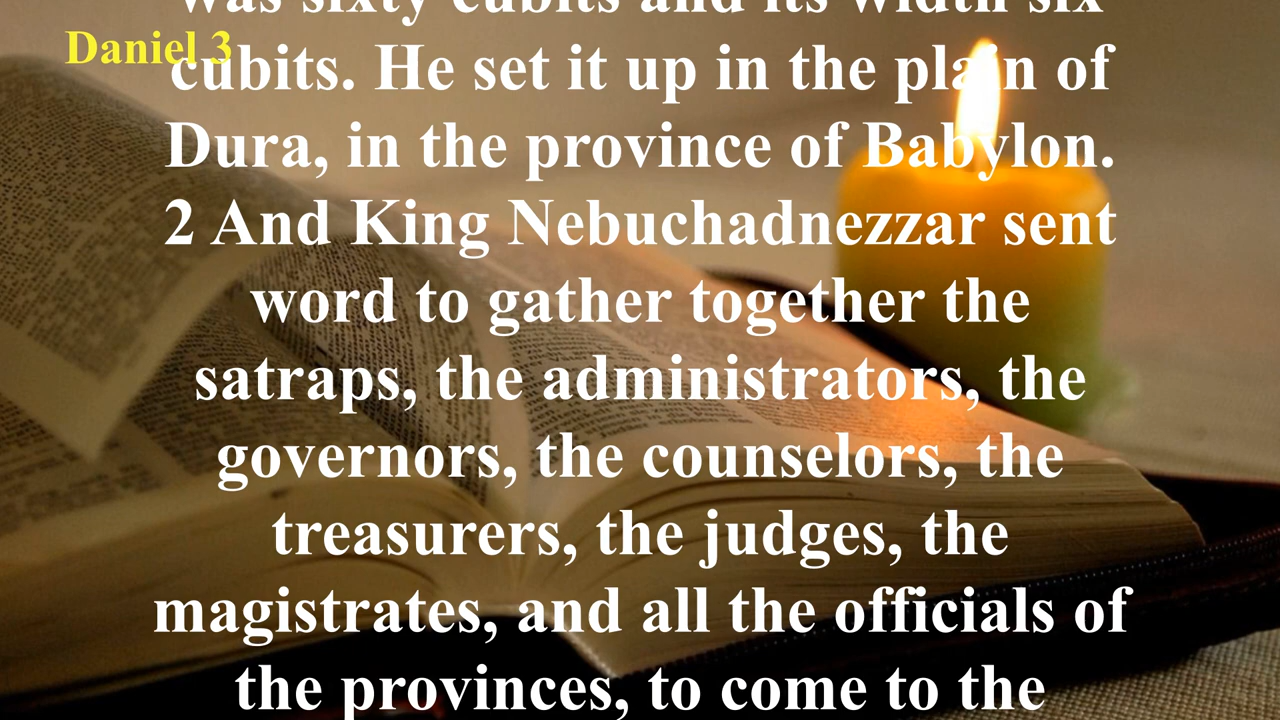 was sixty cubits and its width six
Daniel 3
cubits. He set it up in the plain of
Dura, in the province of Babylon.
2 And King Nebuchadnezzar sent
word to gather together the
satraps, the administrators, the
governors, the counselors, the
treasurers, the judges, the
magistrates, and all the officials of
the provinces, to come to the